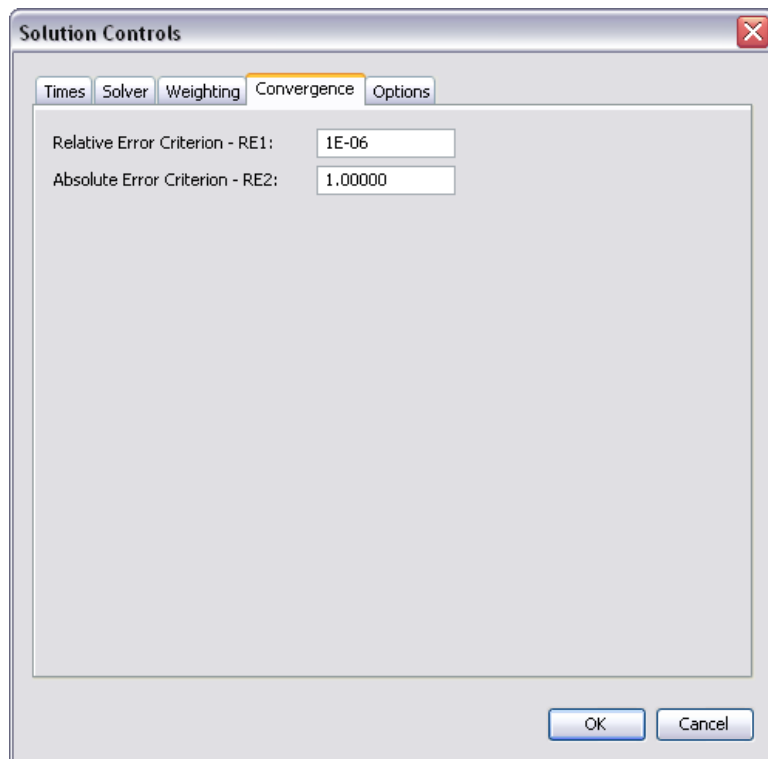 Solution Controls
Times Solver Weighting Convergence Options
Relative Error Criterion - RE1: 1E-06
Absolute Error Criterion - RE2: 1.00000
OK Cancel